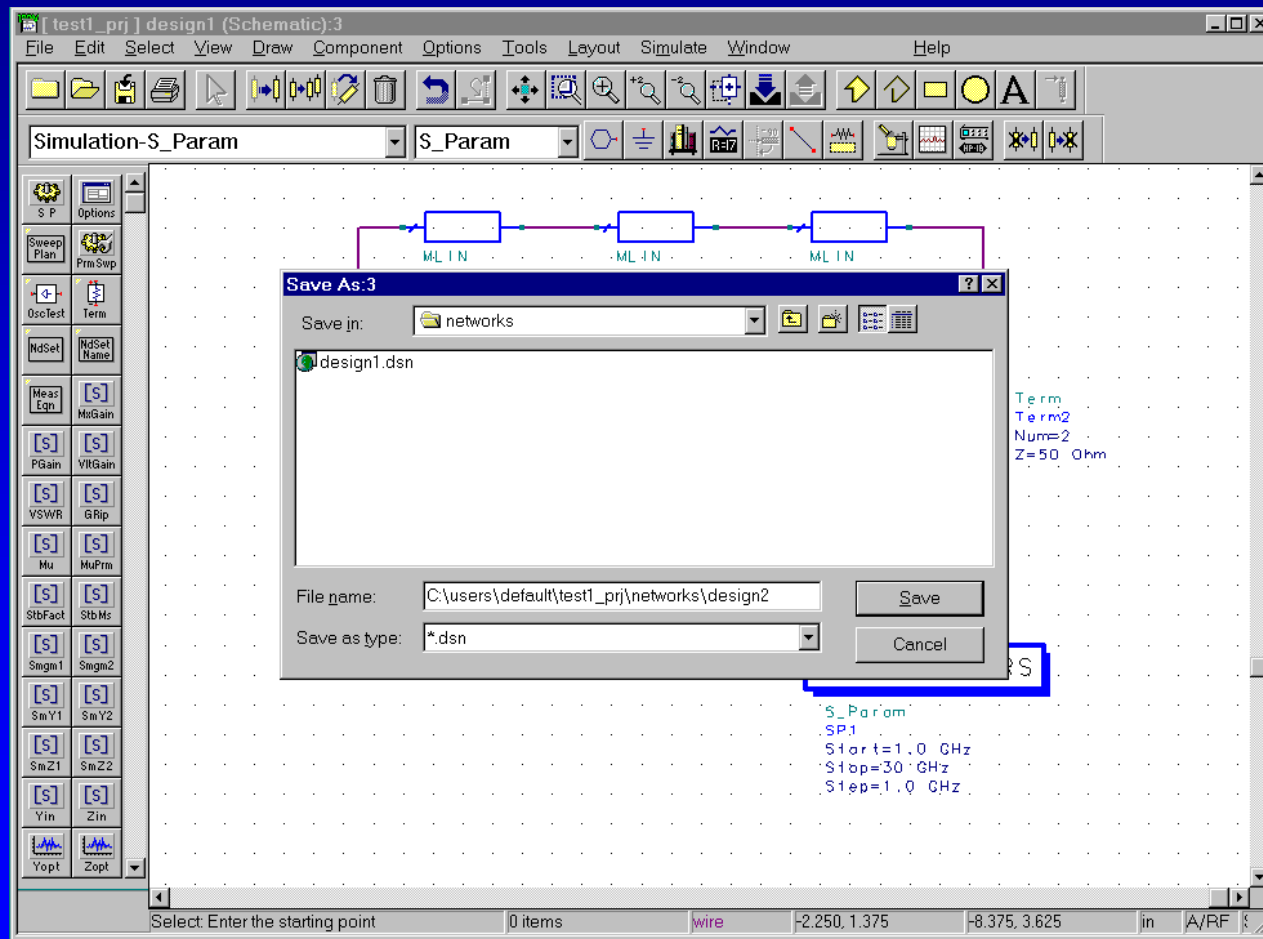 [ test1_prj ] design1 (Schematic):3
File Edit Select View Draw Component Options Tools Layout Simulate Window Help
Simulation-S_Param S_Param
S P Options
Sweep Plan Prm Swp
OscTest Term
NdSet NdSet Name
Meas Eqn [S] MxGain
[S] PGain [S] VltGain
[S] VSWR [S] GRip
[S] Mu [S] MuPrm
[S] StbFact [S] StbMs
[S] Smgm1 [S] Smgm2
[S] SmY1 [S] SmY2
[S] SmZ1 [S] SmZ2
[S] Yin [S] Zin
Yopt Zopt
MLIN MLIN MLIN
Save As:3
Save in: networks
design1.dsn
File name: C:\users\default\test1_prj\networks\design2
Save
Save as type: *.dsn
Cancel
Term
Term2
Num=2
Z=50 Ohm
RS
S_Param
SP1
Start=1.0 GHz
Stop=30 GHz
Step=1.0 GHz
Select: Enter the starting point 0 items wire -2.250, 1.375 -8.375, 3.625 in A/RF